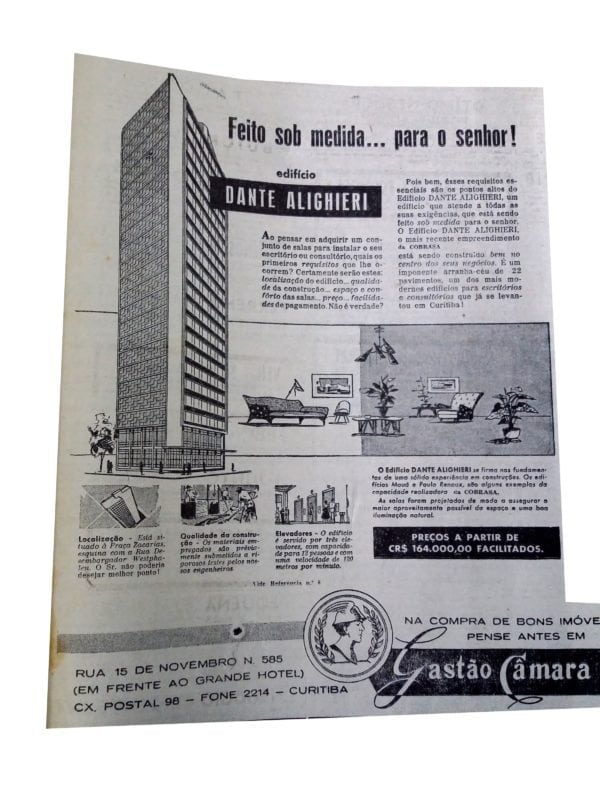 Feito sob medida... para o senhor!
edifício
DANTE ALIGHIERI
Ao pensar em adquirir um con-
junto de salas para instalar o seu
escritório ou consultório, quais os
primeiros requisitos que lhe o-
correm? Certamente serão estes:
localização do edifício... qualida-
de da construção... espaço e con-
fôrto das salas... preço... facilida-
des de pagamento. Não é verdade?
Pois bem, êsses requisitos es-
senciais são os pontos altos do
Edifício DANTE ALIGHIERI, um
edifício que atende a tôdas as
suas exigências, que está sendo
feito sob medida para o senhor.
O Edifício DANTE ALIGHIERI,
o mais recente empreendimento
da COBRASA
está sendo construído bem no
centro dos seus negócios. É um
imponente arranha-céu de 22
pavimentos, um dos mais mo-
dernos edifícios para escritórios
e consultórios que já se levan-
tou em Curitiba!
O Edifício DANTE ALIGHIERI se firma nos fundamen-
tos de uma sólida experiência em construções. Os edi-
fícios Mauá e Paula Renaux, são alguns exemplos da
capacidade realizadora da COBRASA.
As salas foram projetadas de modo a assegurar o
maior aproveitamento possível do espaço e uma boa
iluminação natural.
Localização - Está si-
tuado à Praça Zacarias,
esquina com a Rua De-
sembargador Westpha-
len. O Sr. não poderia
desejar melhor ponto!
Qualidade da constru-
ção - Os materiais em-
pregados são prèvia-
mente submetidos a ri-
gorosos testes pelos nos-
sos engenheiros
Elevadores - O edifício
é servido por três ele-
vadores, com capacida-
de para 12 pessoas e com
uma velocidade de 120
metros por minuto.
PREÇOS A PARTIR DE
CR$ 164.000,00 FACILITADOS.
Vide Referência n.º
RUA 15 DE NOVEMBRO N. 585
(EM FRENTE AO GRANDE HOTEL)
CX. POSTAL 98 - FONE 2214 - CURITIBA
NA COMPRA DE BONS IMÓVE
PENSE ANTES EM
Gastão Câmara